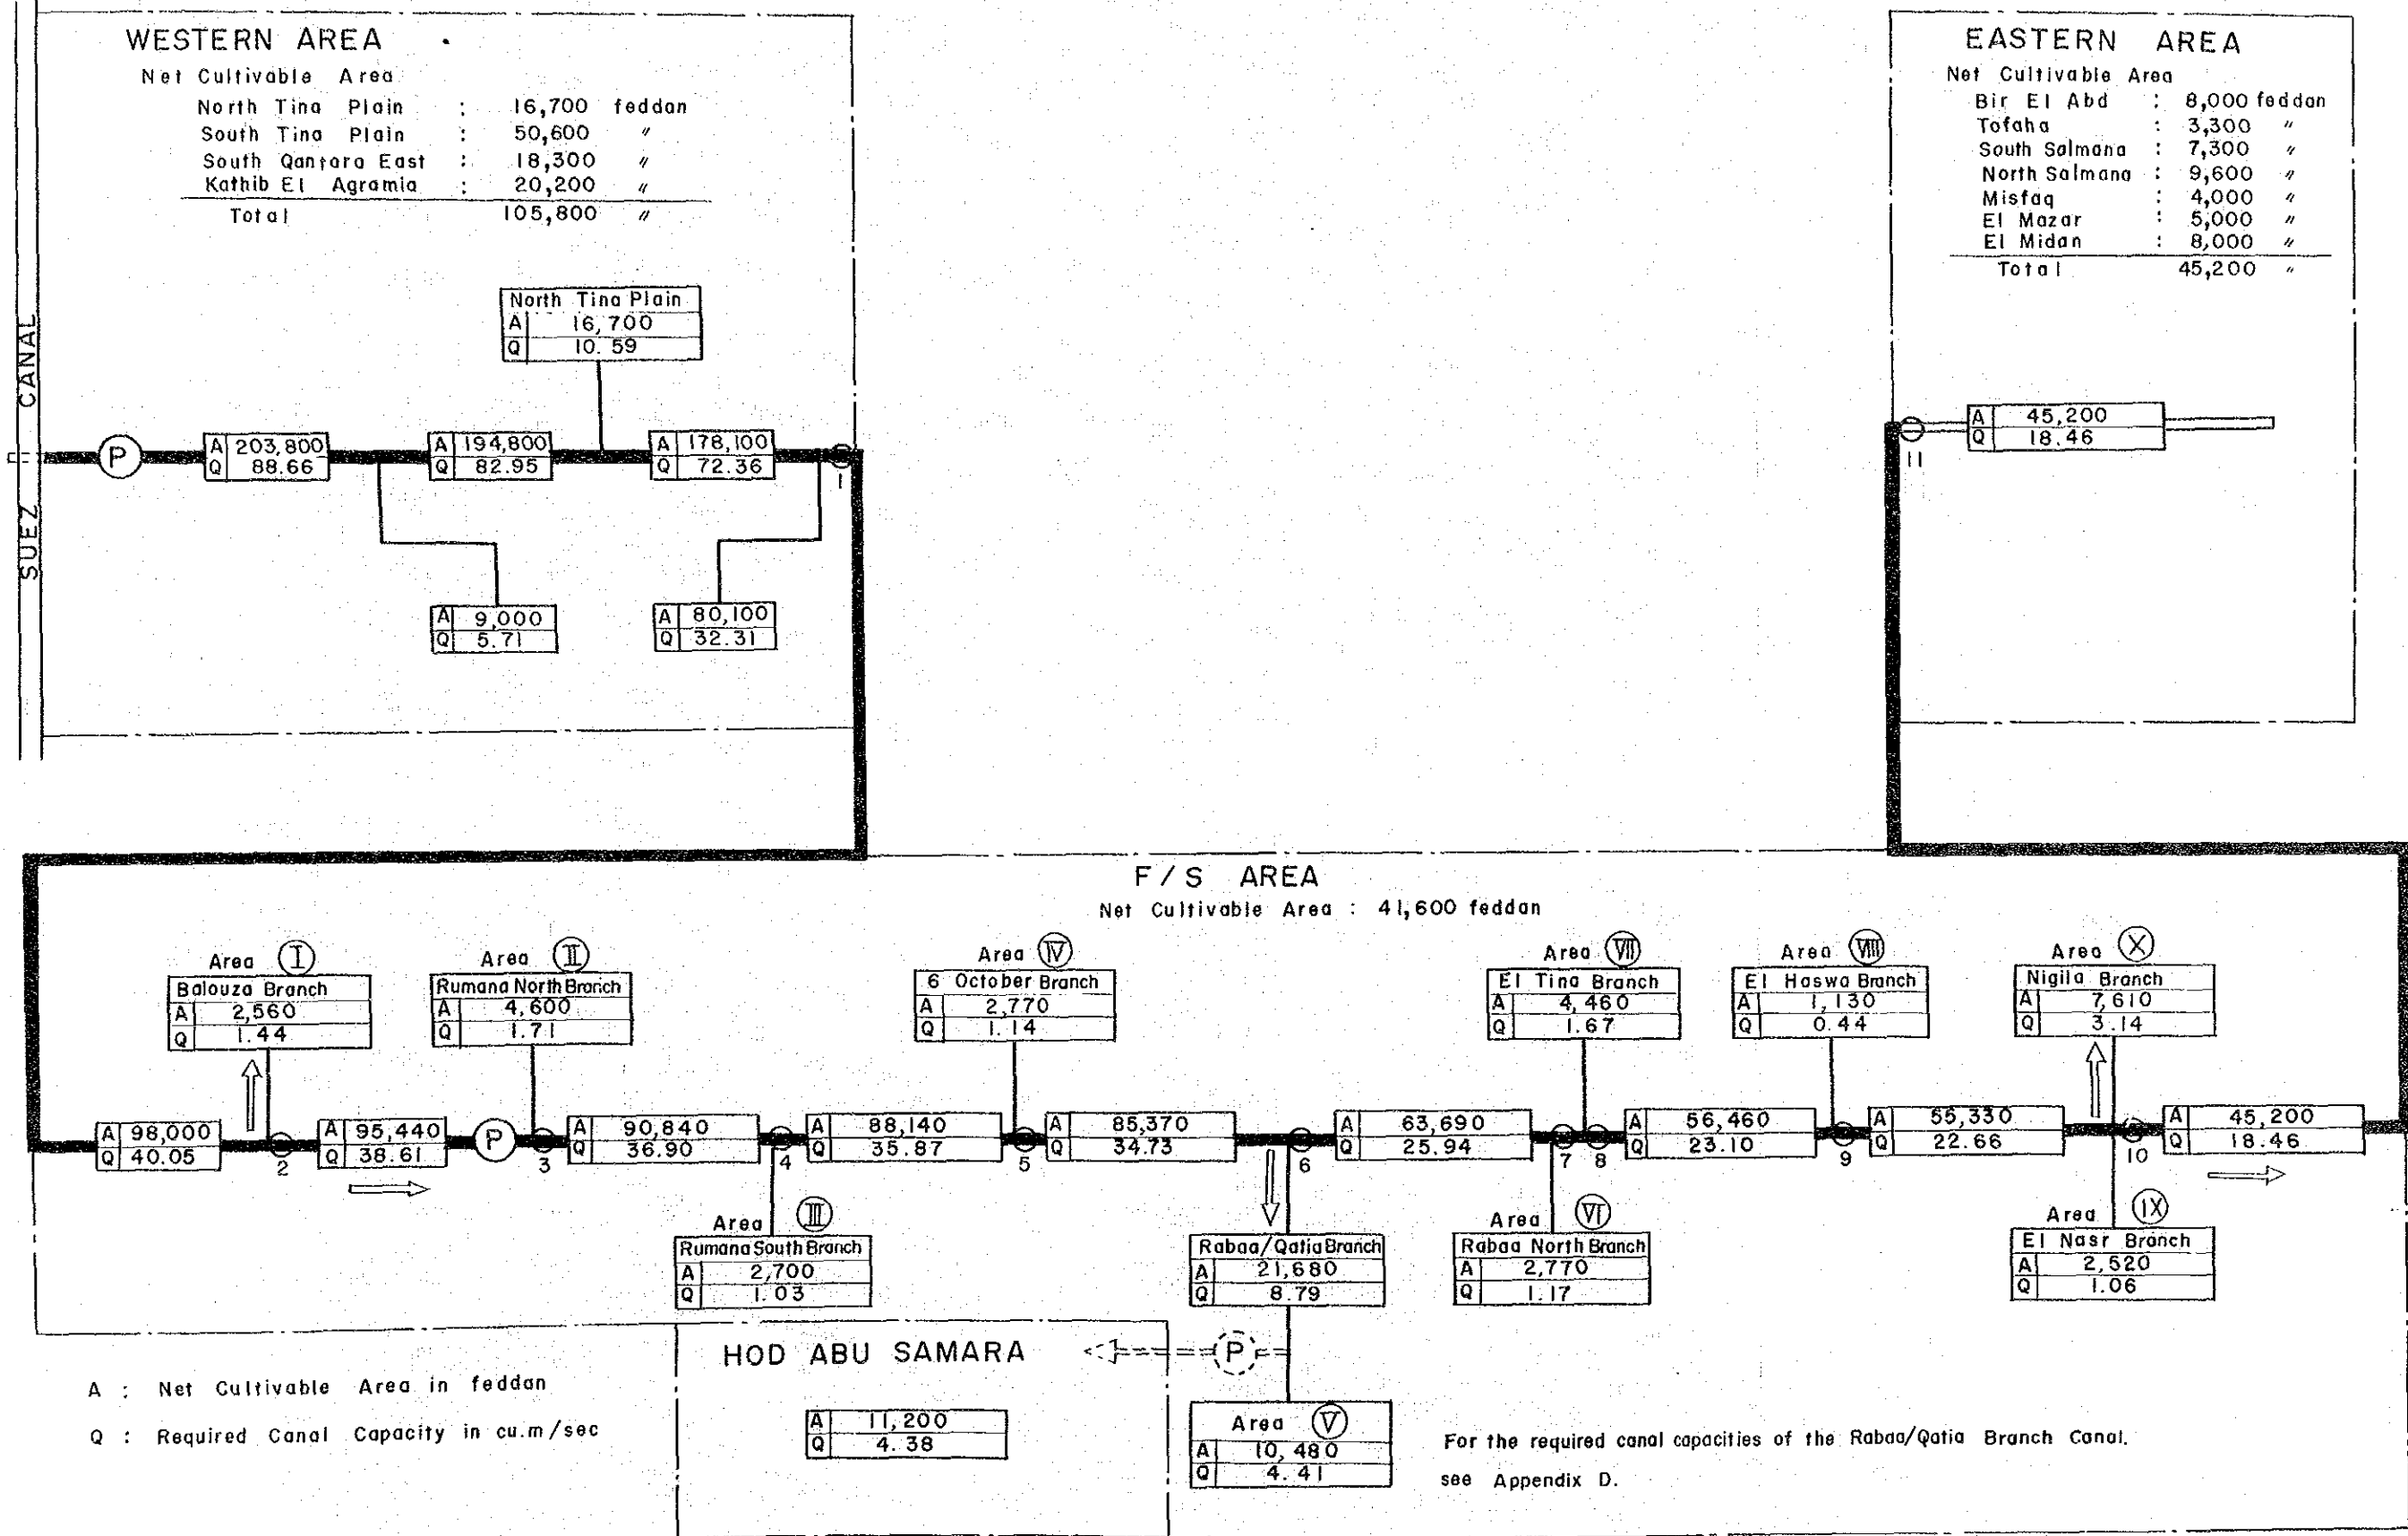 WESTERN AREA
Net Cultivable Area
North Tina Plain : 16,700 feddan
South Tina Plain : 50,600 "
South Qantara East : 18,300 "
Kathib El Agramia : 20,200 "
Total 105,800 "
EASTERN AREA
Net Cultivable Area
Bir El Abd : 8,000 feddan
Tofaha : 3,300 "
South Salmana : 7,300 "
North Salmana : 9,600 "
Misfaq : 4,000 "
El Mazar : 5,000 "
El Midan : 8,000 "
Total 45,200 "
SUEZ CANAL
North Tina Plain
A 16,700
Q 10.59
P
A 203,800
Q 88.66
A 194,800
Q 82.95
A 178,100
Q 72.36
1
A 9,000
Q 5.71
A 80,100
Q 32.31
11
A 45,200
Q 18.46
F/S AREA
Net Cultivable Area : 41,600 feddan
Area I
Balouza Branch
A 2,560
Q 1.44
Area II
Rumana North Branch
A 4,600
Q 1.71
Area IV
6 October Branch
A 2,770
Q 1.14
Area VII
El Tina Branch
A 4,460
Q 1.67
Area VIII
El Haswa Branch
A 1,130
Q 0.44
Area X
Nigila Branch
A 7,610
Q 3.14
A 98,000
Q 40.05
2
A 95,440
Q 38.61
P
3
A 90,840
Q 36.90
4
A 88,140
Q 35.87
5
A 85,370
Q 34.73
6
A 63,690
Q 25.94
7
8
A 56,460
Q 23.10
9
A 55,330
Q 22.66
10
A 45,200
Q 18.46
Area III
Rumana South Branch
A 2,700
Q 1.03
Rabaa/Qatia Branch
A 21,680
Q 8.79
Area VI
Rabaa North Branch
A 2,770
Q 1.17
Area IX
El Nasr Branch
A 2,520
Q 1.06
HOD ABU SAMARA
P
A 11,200
Q 4.38
Area V
A 10,480
Q 4.41
A : Net Cultivable Area in feddan
Q : Required Canal Capacity in cu.m/sec
For the required canal capacities of the Rabaa/Qatia Branch Canal,
see Appendix D.